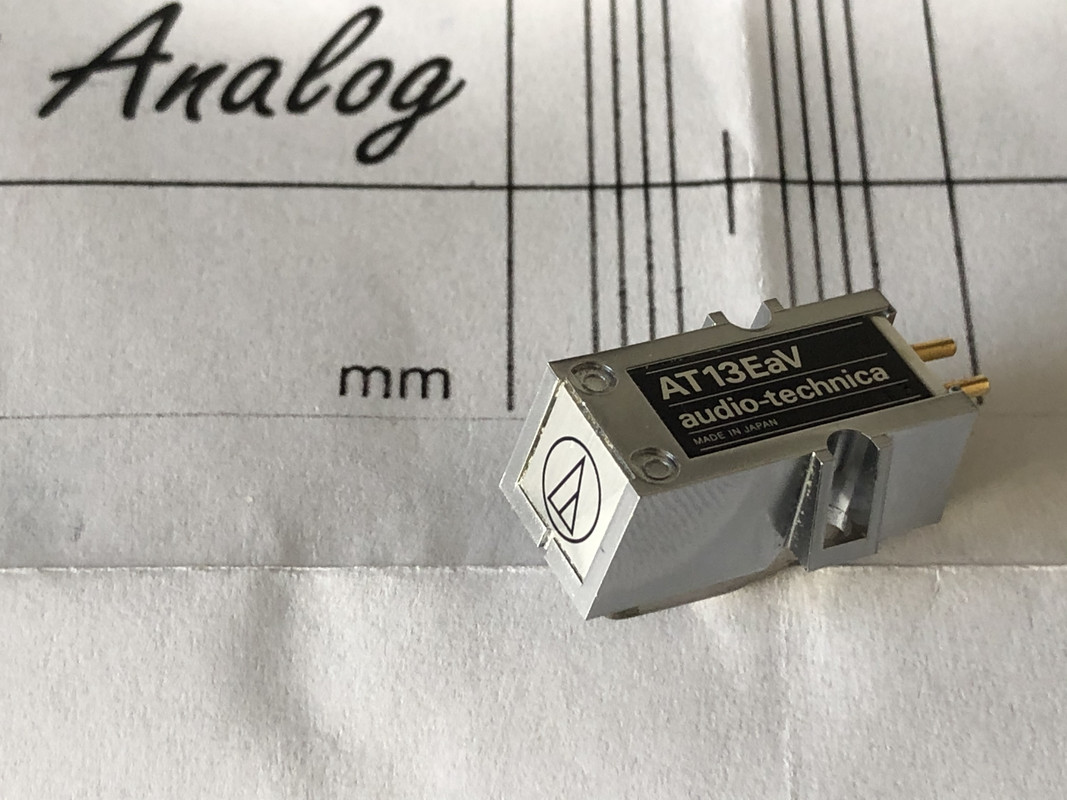 Analog
mm
AT13EaV
audio-technica
MADE IN JAPAN